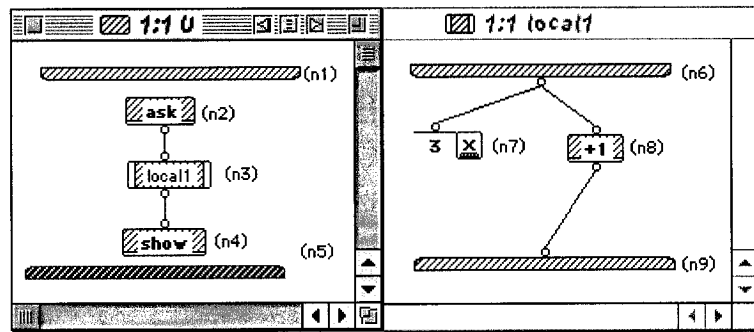 1:1 U
(n1)
ask (n2)
local1 (n3)
show (n4)
(n5)
1:1 local1
(n6)
3 X (n7)
+1 (n8)
(n9)